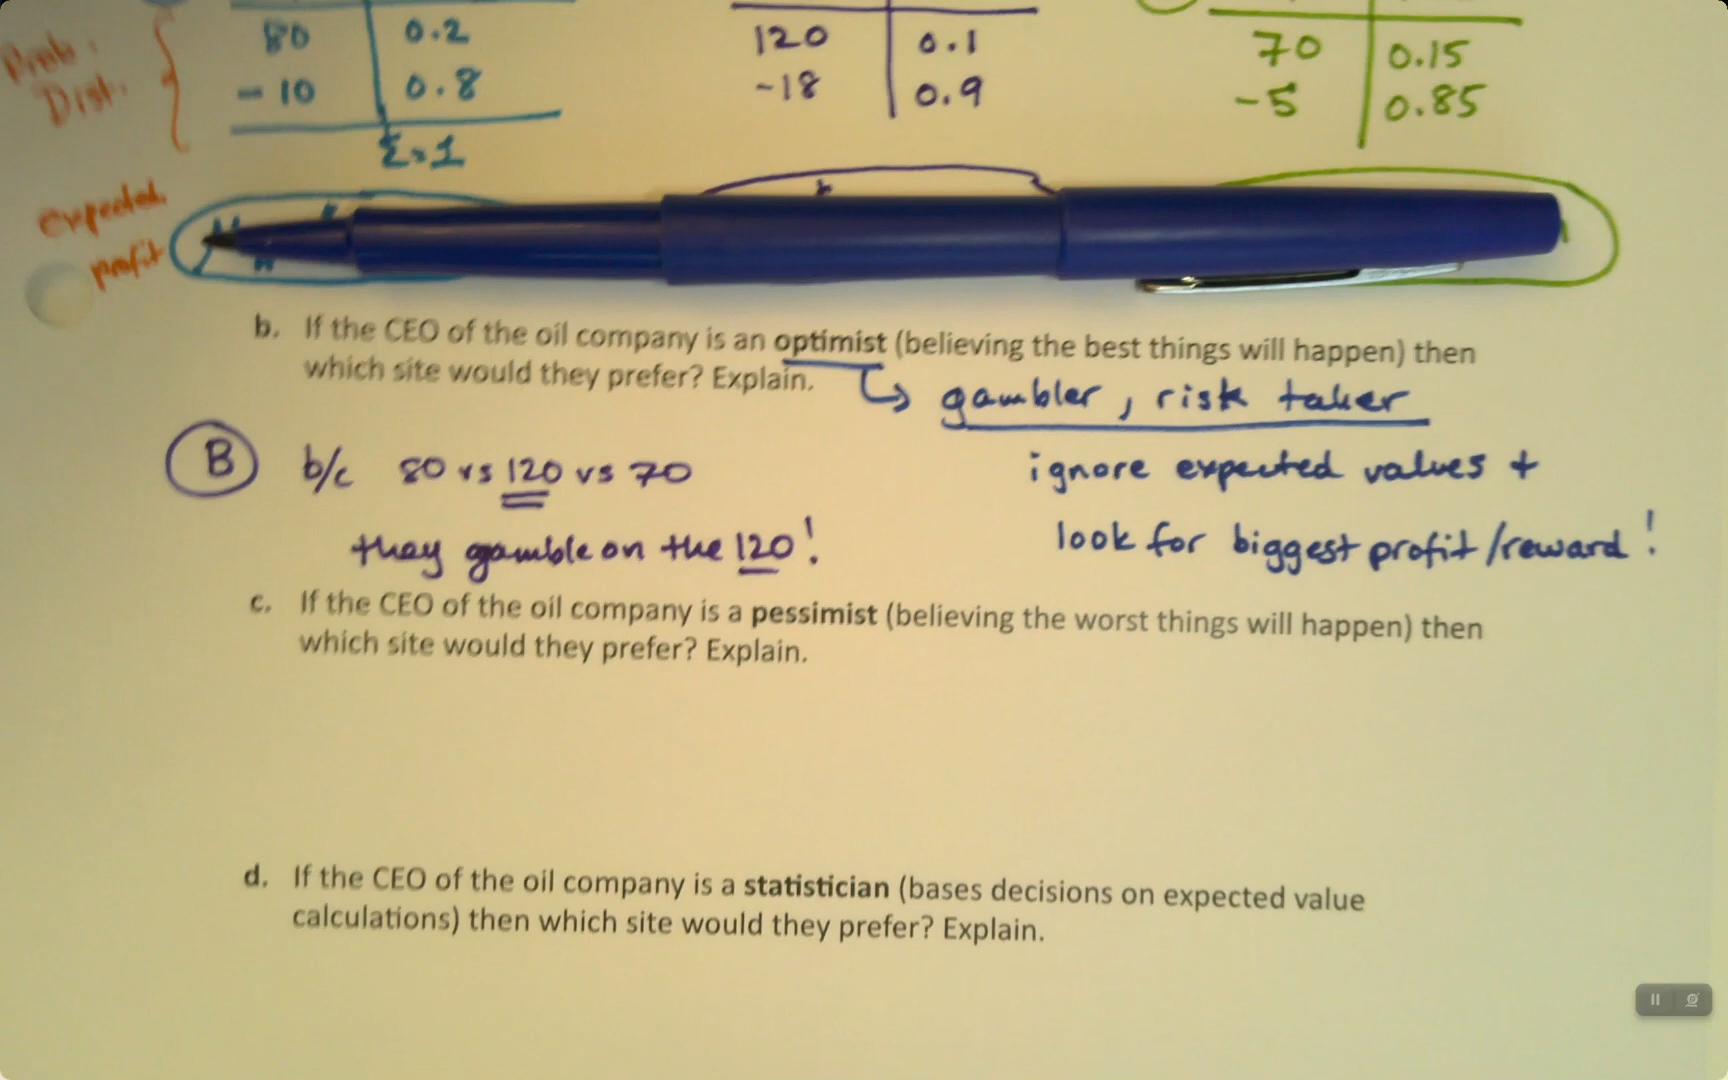 Prob.
Dist.
80 0.2
-10 0.8
Σ=1
120 0.1
-18 0.9
70 0.15
-5 0.85
expected
profit
b. If the CEO of the oil company is an optimist (believing the best things will happen) then
which site would they prefer? Explain.
gambler, risk taker
B b/c 80 vs 120 vs 70
ignore expected values +
they gamble on the 120!
look for biggest profit/reward!
c. If the CEO of the oil company is a pessimist (believing the worst things will happen) then
which site would they prefer? Explain.
d. If the CEO of the oil company is a statistician (bases decisions on expected value
calculations) then which site would they prefer? Explain.